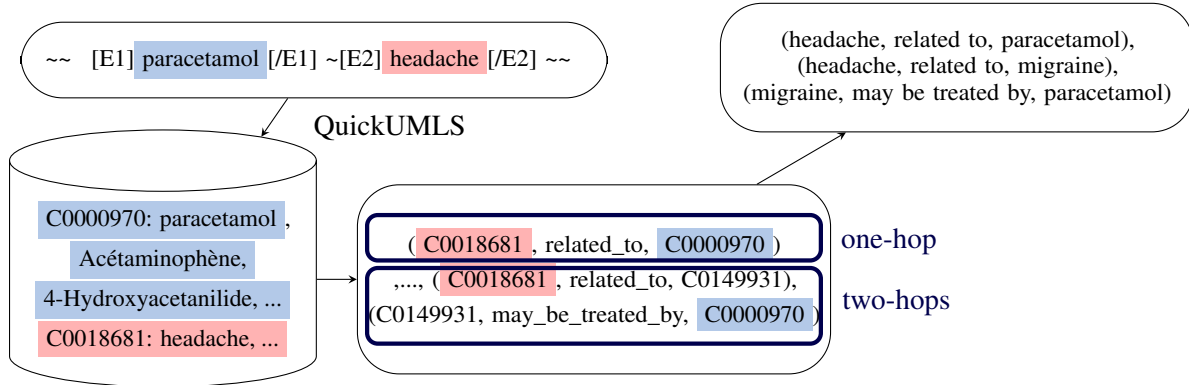 ~~ [E1] paracetamol [/E1] ~[E2] headache [/E2] ~~
QuickUMLS
C0000970: paracetamol ,
Acétaminophène,
4-Hydroxyacetanilide, ...
C0018681: headache, ...
( C0018681 , related_to, C0000970 )
,..., ( C0018681 , related_to, C0149931),
(C0149931, may_be_treated_by, C0000970 )
one-hop
two-hops
(headache, related to, paracetamol),
(headache, related to, migraine),
(migraine, may be treated by, paracetamol)